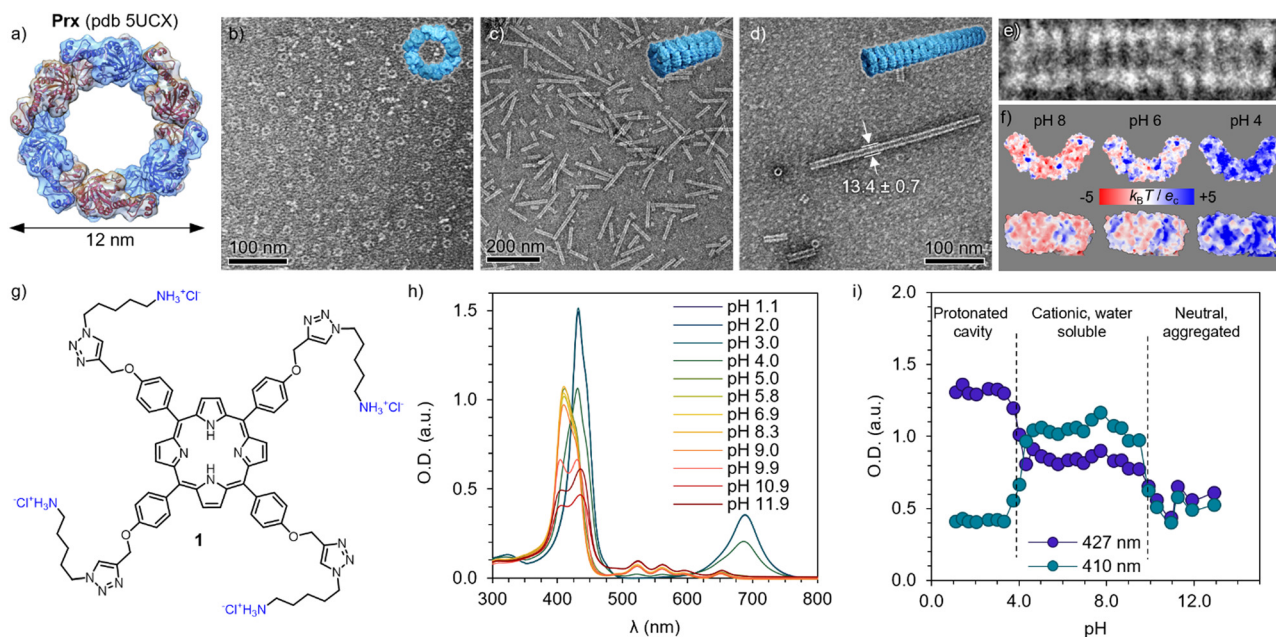 a)
Prx (pdb 5UCX)
12 nm
b)
100 nm
c)
200 nm
d)
13.4 ± 0.7
100 nm
e)
f)
pH 8
pH 6
pH 4
-5
kBT / ec
+5
g)
NH3+Cl-
N
N=N
O
NH3+Cl-
N
N=N
O
H
N
N
N
N
H
-Cl+H3N
O
N
N=N
1
O
N
N=N
-Cl+H3N
h)
O.D. (a.u.)
1.5
1.0
0.5
0.0
300
400
500
600
700
800
λ (nm)
pH 1.1
pH 2.0
pH 3.0
pH 4.0
pH 5.0
pH 5.8
pH 6.9
pH 8.3
pH 9.0
pH 9.9
pH 10.9
pH 11.9
i)
O.D. (a.u.)
2.0
1.5
1.0
0.5
0.0
0.0
4.0
8.0
12.0
pH
Protonated
cavity
Cationic, water
soluble
Neutral,
aggregated
427 nm
410 nm